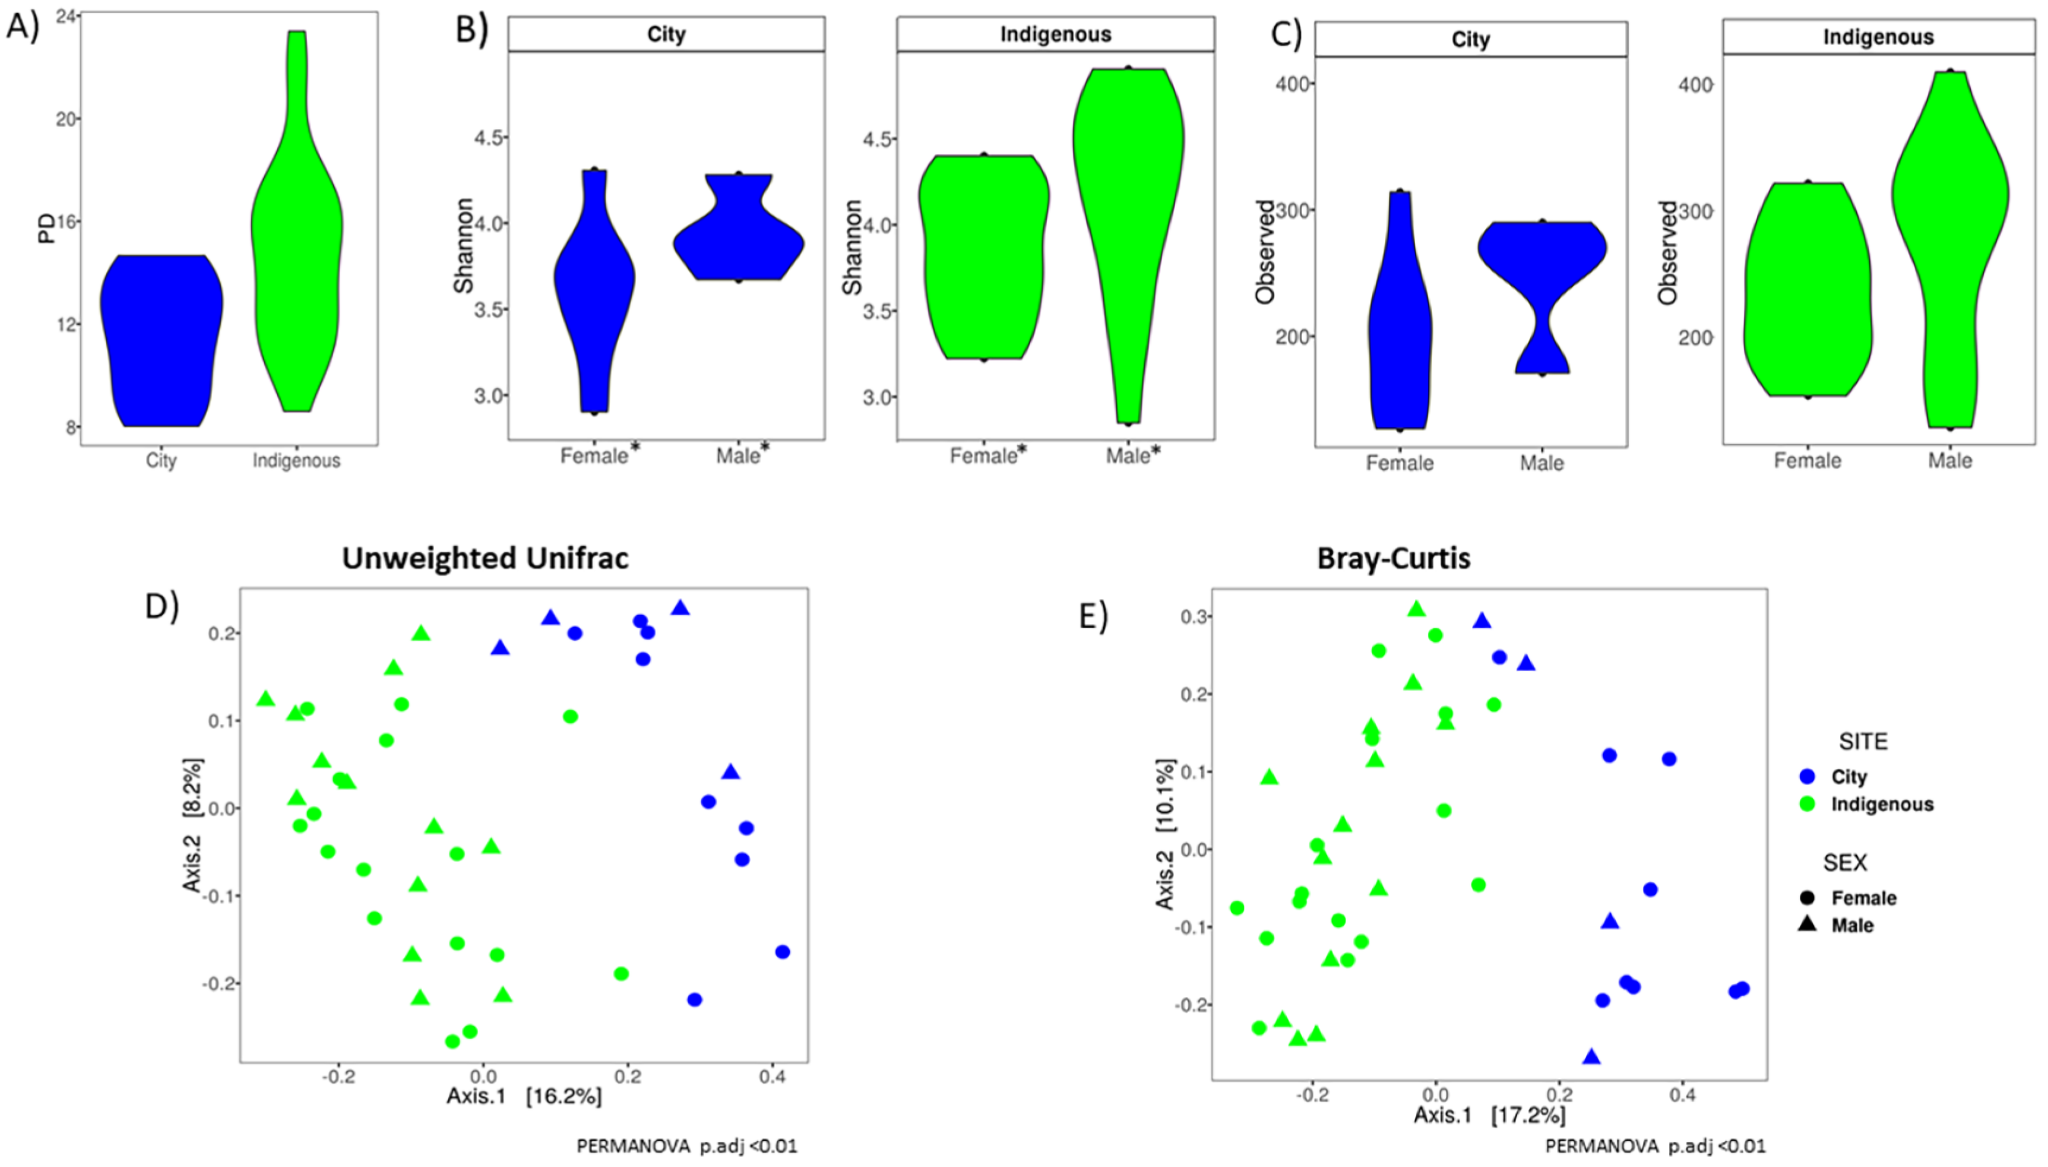 A)
24
20
16
12
8
PD
City Indigenous
B)
City
4.5
4.0
3.5
3.0
Shannon
Female* Male*
Indigenous
4.5
4.0
3.5
3.0
Shannon
Female* Male*
C)
City
400
300
200
Observed
Female Male
Indigenous
400
300
200
Observed
Female Male
Unweighted Unifrac
D)
0.2
0.1
0.0
-0.1
-0.2
Axis.2 [8.2%]
-0.2 0.0 0.2 0.4
Axis.1 [16.2%]
PERMANOVA p.adj <0.01
Bray-Curtis
E)
0.3
0.2
0.1
0.0
-0.1
-0.2
Axis.2 [10.1%]
-0.2 0.0 0.2 0.4
Axis.1 [17.2%]
PERMANOVA p.adj <0.01
SITE
City
Indigenous
SEX
Female
Male